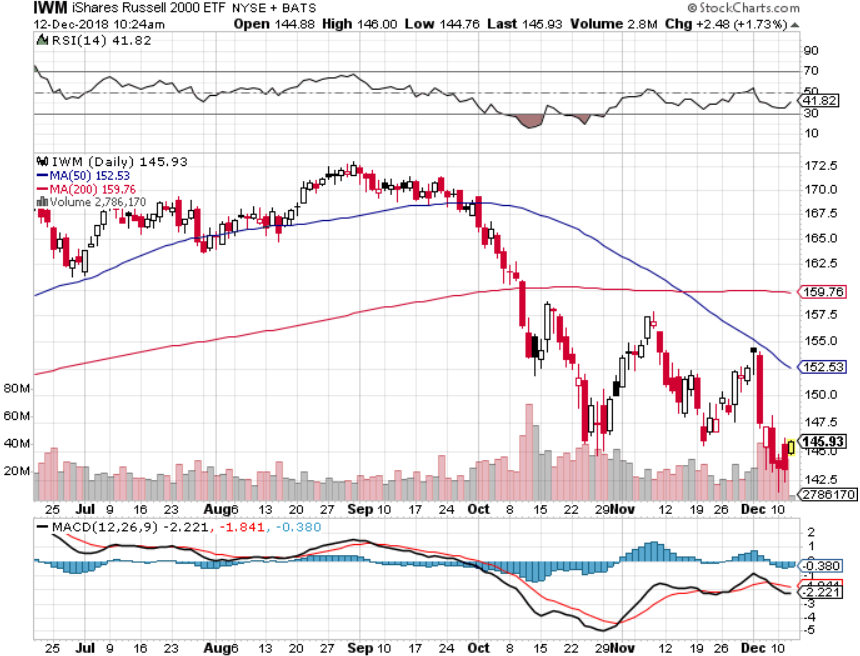 IWM iShares Russell 2000 ETF NYSE + BATS © StockCharts.com
12-Dec-2018 10:24am Open 144.88 High 146.00 Low 144.76 Last 145.93 Volume 2.8M Chg +2.48 (+1.73%)
RSI(14) 41.82
90
70
50
41.82
30
10
IWM (Daily) 145.93
MA(50) 152.53
MA(200) 159.76
Volume 2,786,170
172.5
170.0
167.5
165.0
162.5
159.76
157.5
155.0
152.53
150.0
147.5
145.93
145.0
142.5
2786170
80M
60M
40M
20M
25 Jul 9 16 23 Aug6 13 20 27 Sep 10 17 24 Oct 8 15 22 29Nov 12 19 26 Dec 10
MACD(12,26,9) -2.221, -1.841, -0.380
2
1
-0.380
-1.841
-2.221
-3
-4
-5
25 Jul 9 16 23 Aug6 13 20 27 Sep 10 17 24 Oct 8 15 22 29Nov 12 19 26 Dec 10